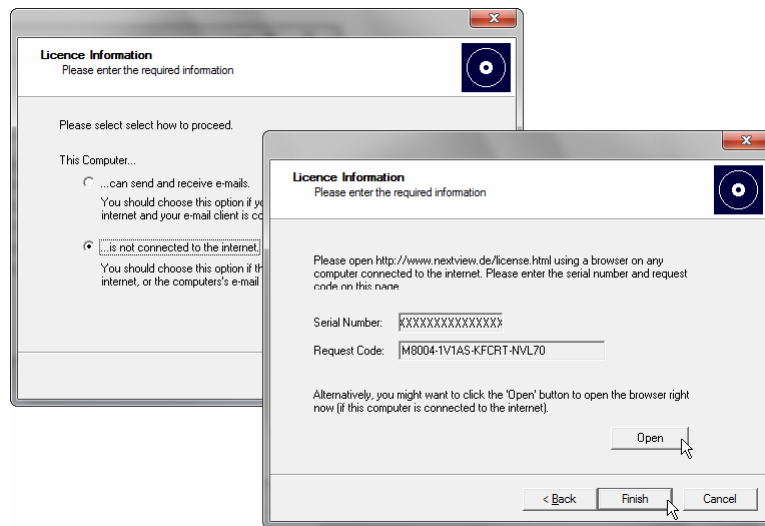 Licence Information
Please enter the required information
Please select select how to proceed.
This Computer...
...can send and receive e-mails.
You should choose this option if
internet and your e-mail client is
...is not connected to the internet.
You should choose this option if
internet, or the computers's e-mail
Licence Information
Please enter the required information
Please open http://www.nextview.de/license.html using a browser on any
computer connected to the internet. Please enter the serial number and request
code on this page
Serial Number: XXXXXXXXXXXXXXX
Request Code: M8004-1V1AS-KFCRT-NVL70
Alternatively, you might want to click the 'Open' button to open the browser right
now (if this computer is connected to the internet).
Open
< Back Finish Cancel